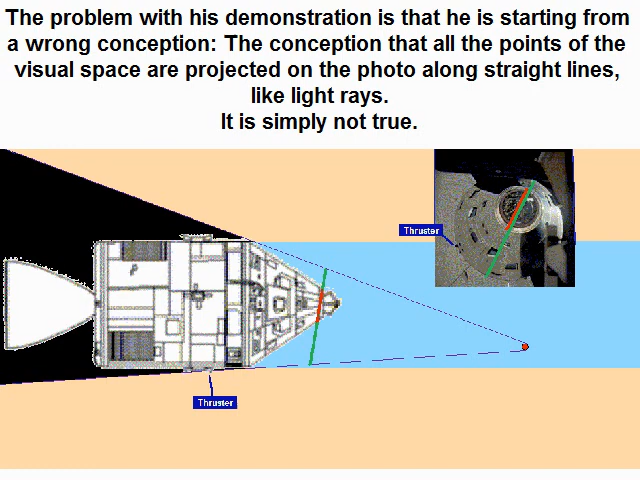 The problem with his demonstration is that he is starting from
a wrong conception: The conception that all the points of the
visual space are projected on the photo along straight lines,
like light rays.
It is simply not true.
Thruster
Thruster